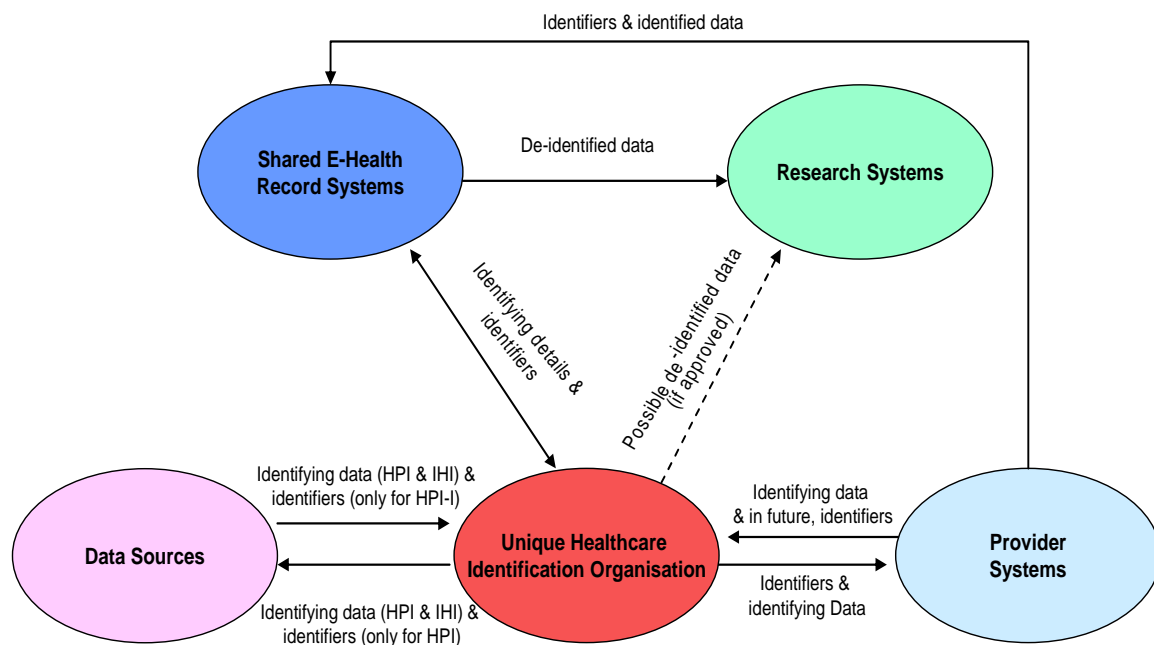 Identifiers & identified data
Shared E-Health
Record Systems
De-identified data
Research Systems
Identifying details &
identifiers
Possible de-identified data
(if approved)
Data Sources
Identifying data (HPI & IHI) &
identifiers (only for HPI-I)
Identifying data (HPI & IHI) &
identifiers (only for HPI)
Unique Healthcare
Identification Organisation
Identifying data
& in future, identifiers
Identifiers &
identifying Data
Provider
Systems